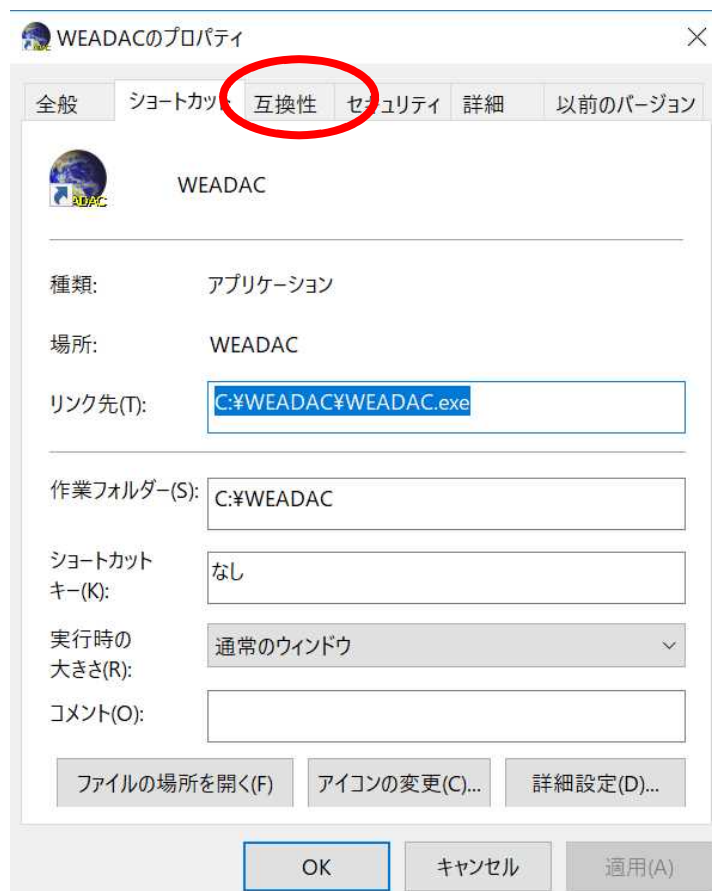 WEADACのプロパティ
全般 ショートカット 互換性 セキュリティ 詳細 以前のバージョン
ADAC
WEADAC
種類: アプリケーション
場所: WEADAC
リンク先(T): C:¥WEADAC¥WEADAC.exe
作業フォルダー(S): C:¥WEADAC
ショートカット
キー(K): なし
実行時の
大きさ(R): 通常のウィンドウ
コメント(O):
ファイルの場所を開く(F) アイコンの変更(C)... 詳細設定(D)...
OK キャンセル 適用(A)